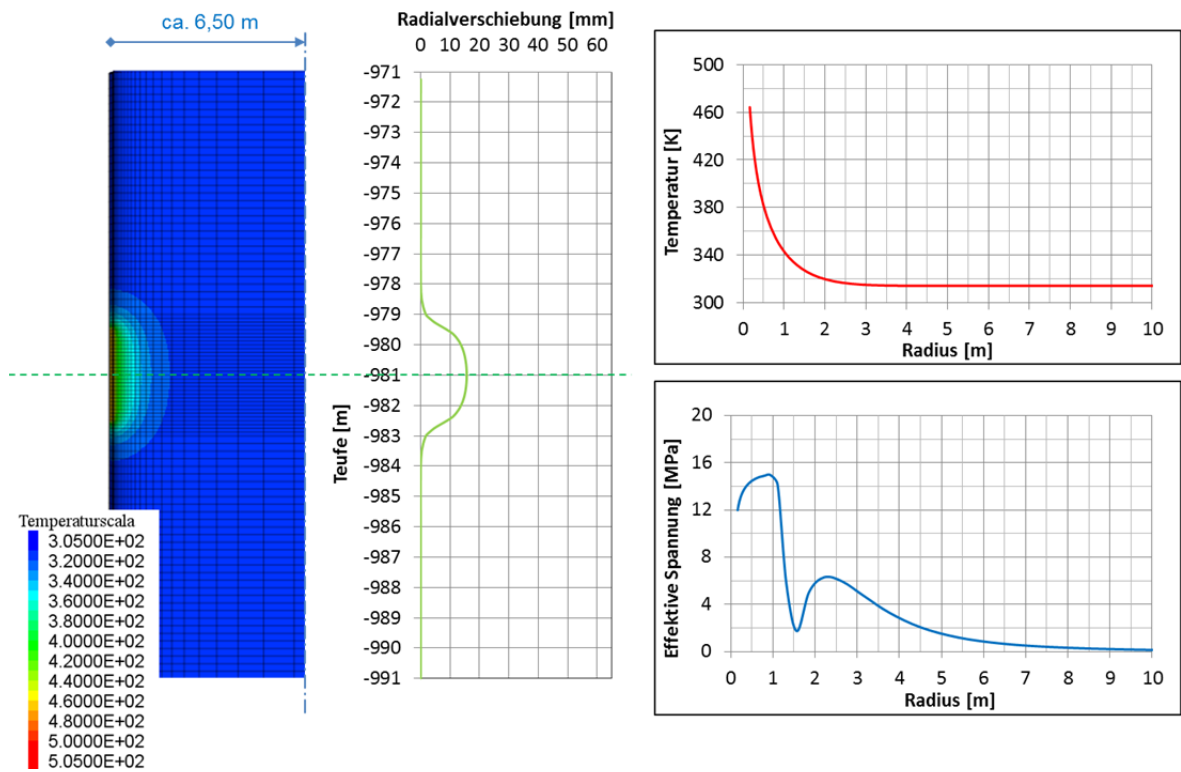 ca. 6,50 m
Radialverschiebung [mm]
0 10 20 30 40 50 60
-971
-972
-973
-974
-975
-976
-977
-978
-979
-980
-981
-982
-983
-984
-985
-986
-987
-988
-989
-990
-991
Teufe [m]
Temperaturscala
3.0500E+02
3.2000E+02
3.4000E+02
3.6000E+02
3.8000E+02
4.0000E+02
4.2000E+02
4.4000E+02
4.6000E+02
4.8000E+02
5.0000E+02
5.0500E+02
Temperatur [K]
500
460
420
380
340
300
0 1 2 3 4 5 6 7 8 9 10
Radius [m]
Effektive Spannung [MPa]
20
16
12
8
4
0
0 1 2 3 4 5 6 7 8 9 10
Radius [m]